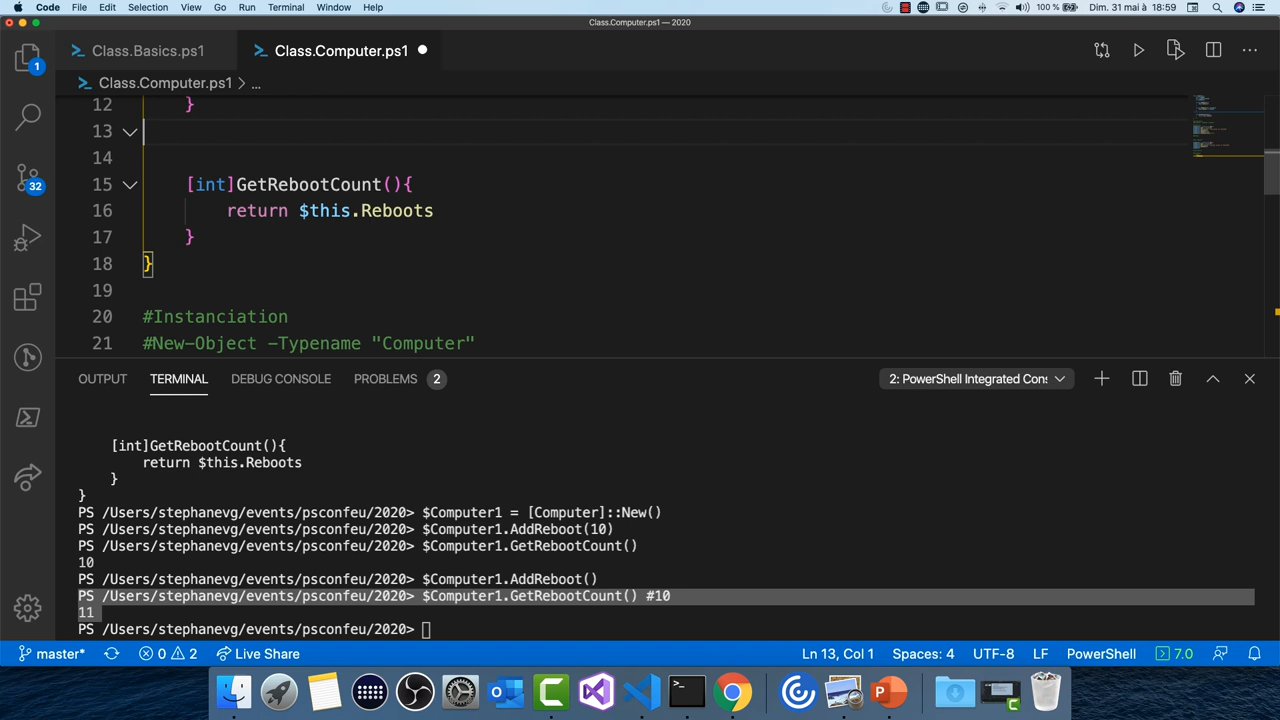 Code File Edit Selection View Go Run Terminal Window Help 100 % Dim. 31 mai à 18:59
Class.Computer.ps1 — 2020
Class.Basics.ps1 Class.Computer.ps1
Class.Computer.ps1 > ...
12 }
13
14
15 [int]GetRebootCount(){
16 return $this.Reboots
17 }
18 }
19
20 #Instanciation
21 #New-Object -Typename "Computer"
1
32
OUTPUT TERMINAL DEBUG CONSOLE PROBLEMS 2 2: PowerShell Integrated Cons
[int]GetRebootCount(){
return $this.Reboots
}
}
PS /Users/stephanevg/events/psconfeu/2020> $Computer1 = [Computer]::New()
PS /Users/stephanevg/events/psconfeu/2020> $Computer1.AddReboot(10)
PS /Users/stephanevg/events/psconfeu/2020> $Computer1.GetRebootCount()
10
PS /Users/stephanevg/events/psconfeu/2020> $Computer1.AddReboot()
PS /Users/stephanevg/events/psconfeu/2020> $Computer1.GetRebootCount() #10
11
PS /Users/stephanevg/events/psconfeu/2020>
master* 0 2 Live Share Ln 13, Col 1 Spaces: 4 UTF-8 LF PowerShell 7.0